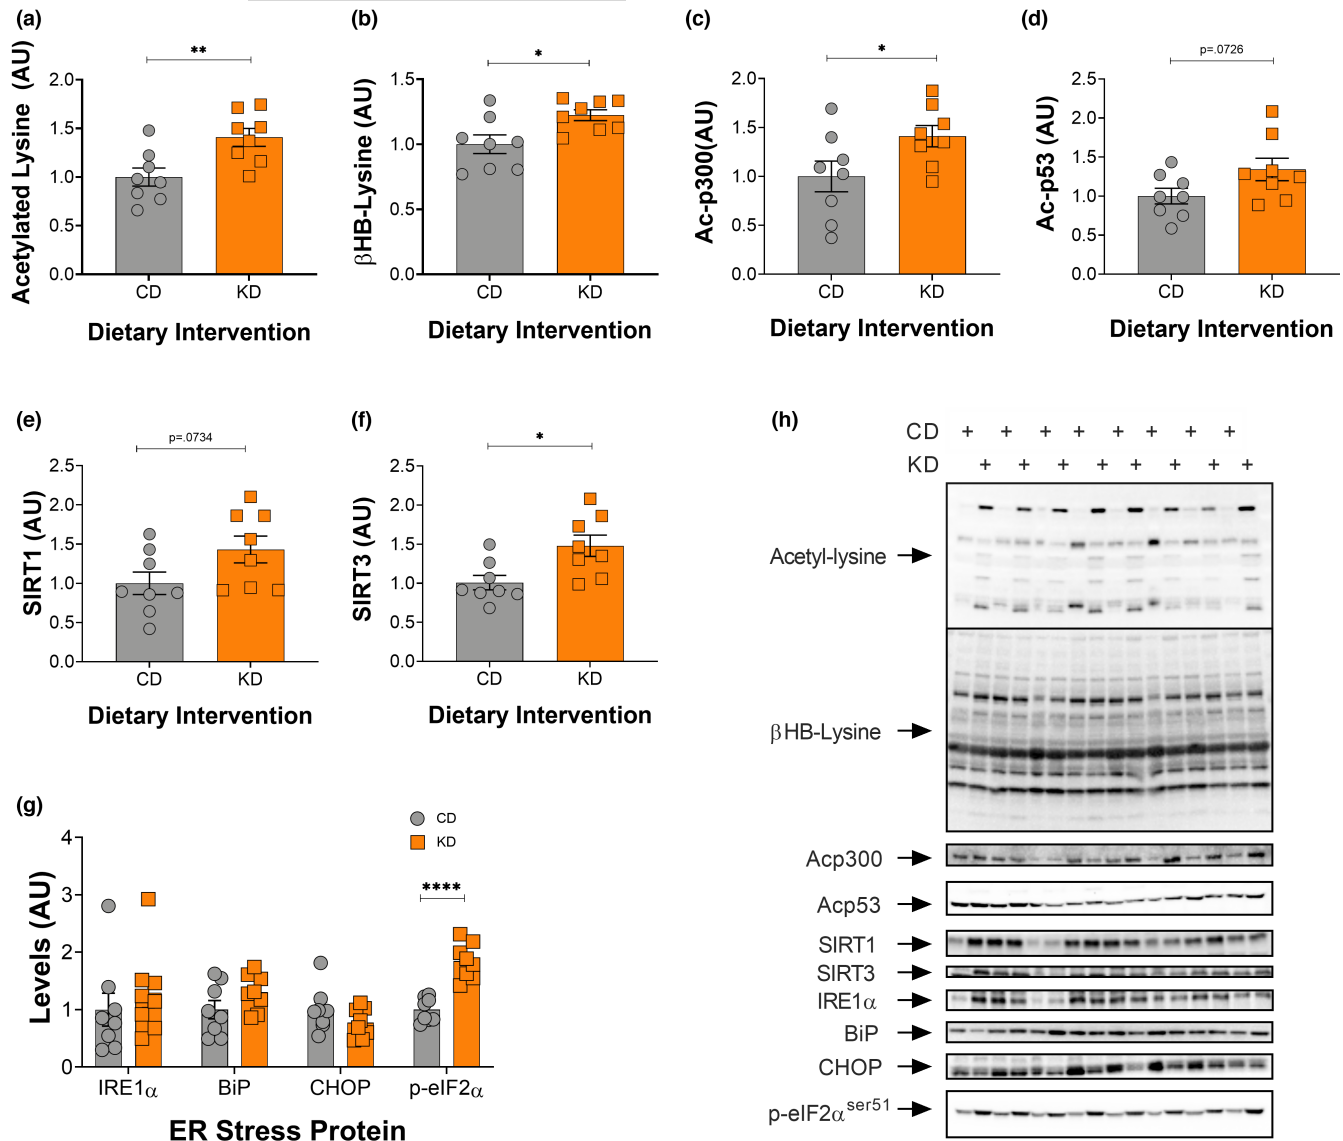 (a)
**
Acetylated Lysine (AU)
2.0
1.5
1.0
0.5
0.0
CD KD
Dietary Intervention
(b)
*
βHB-Lysine (AU)
1.5
1.0
0.5
0.0
CD KD
Dietary Intervention
(c)
*
Ac-p300(AU)
2.0
1.5
1.0
0.5
0.0
CD KD
Dietary Intervention
(d)
p=.0726
Ac-p53 (AU)
2.5
2.0
1.5
1.0
0.5
0.0
CD KD
Dietary Intervention
(e)
p=.0734
SIRT1 (AU)
2.5
2.0
1.5
1.0
0.5
0.0
CD KD
Dietary Intervention
(f)
*
SIRT3 (AU)
2.5
2.0
1.5
1.0
0.5
0.0
CD KD
Dietary Intervention
(g)
CD
KD
****
Levels (AU)
4
3
2
1
0
IRE1α BiP CHOP p-eIF2α
ER Stress Protein
(h)
CD + + + + + + + +
KD + + + + + + + +
Acetyl-lysine
βHB-Lysine
Acp300
Acp53
SIRT1
SIRT3
IRE1α
BiP
CHOP
p-eIF2αser51